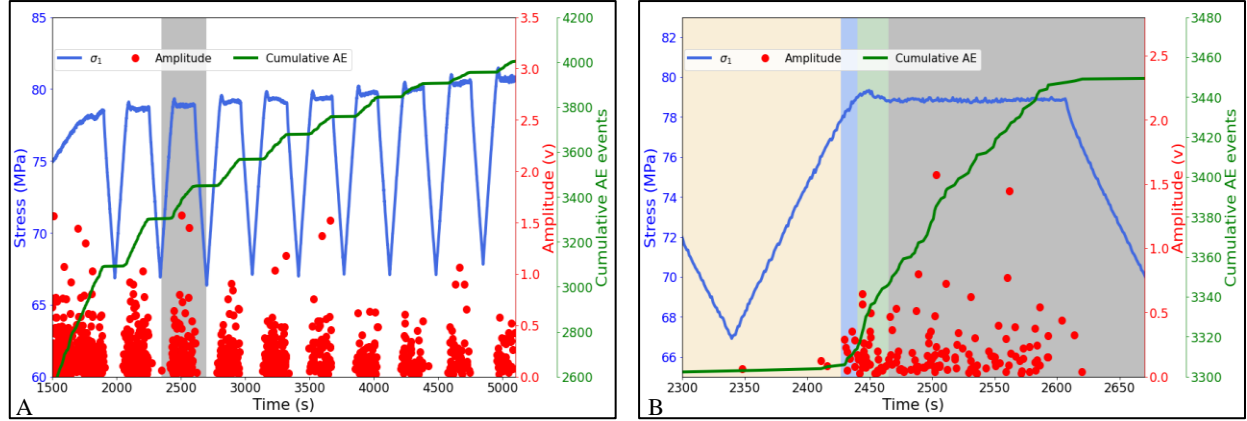 85
80
75
70
65
60
Stress (MPa)
σ1
Amplitude
Cumulative AE
3.5
3.0
2.5
2.0
1.5
1.0
0.5
0.0
Amplitude (v)
4200
4000
3800
3600
3400
3200
3000
2800
2600
Cumulative AE events
1500 2000 2500 3000 3500 4000 4500 5000
Time (s)
A
82
80
78
76
74
72
70
68
66
Stress (MPa)
σ1
Amplitude
Cumulative AE
2.5
2.0
1.5
1.0
0.5
0.0
Amplitude (v)
3480
3460
3440
3420
3400
3380
3360
3340
3320
3300
Cumulative AE events
2300 2350 2400 2450 2500 2550 2600 2650
Time (s)
B